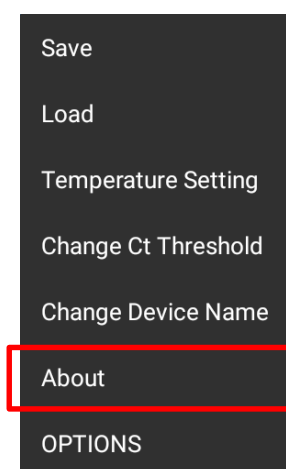 Save
Load
Temperature Setting
Change Ct Threshold
Change Device Name
About
OPTIONS